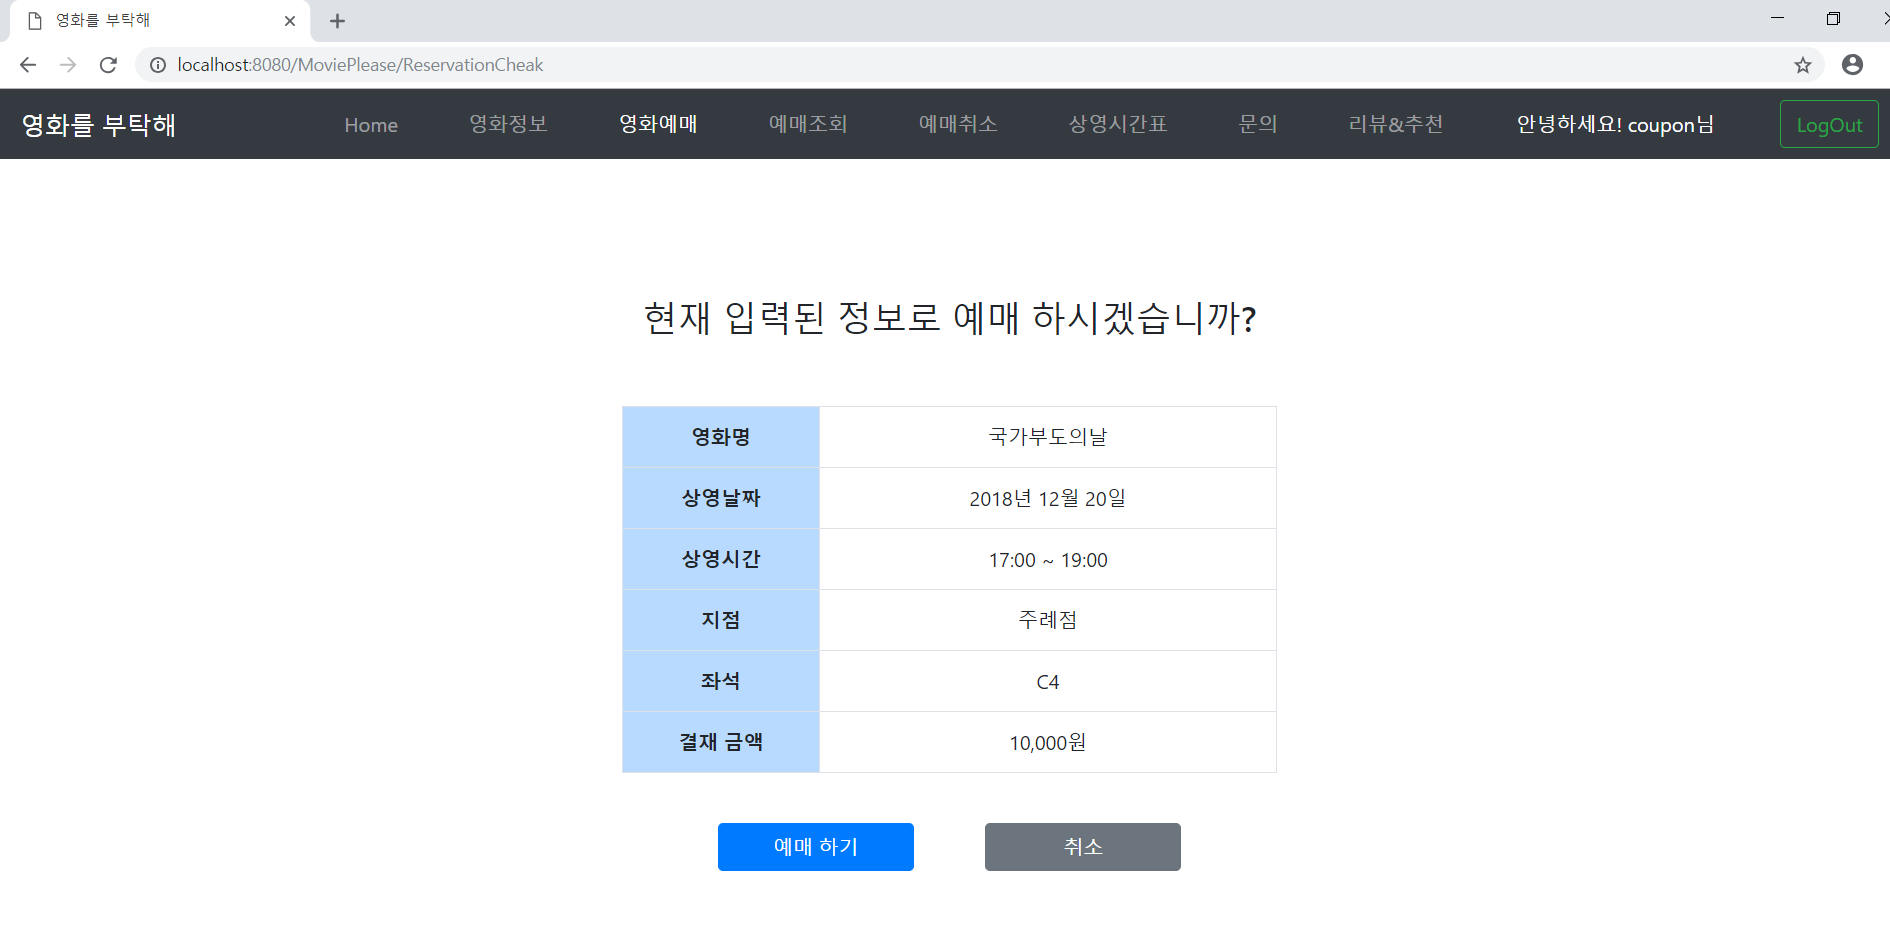 영화를 부탁해
localhost:8080/MoviePlease/ReservationCheak
영화를 부탁해 Home 영화정보 영화예매 예매조회 예매취소 상영시간표 문의 리뷰&추천 안녕하세요! coupon님 LogOut
현재 입력된 정보로 예매 하시겠습니까?
영화명 국가부도의날
상영날짜 2018년 12월 20일
상영시간 17:00 ~ 19:00
지점 주례점
좌석 C4
결재 금액 10,000원
예매 하기 취소